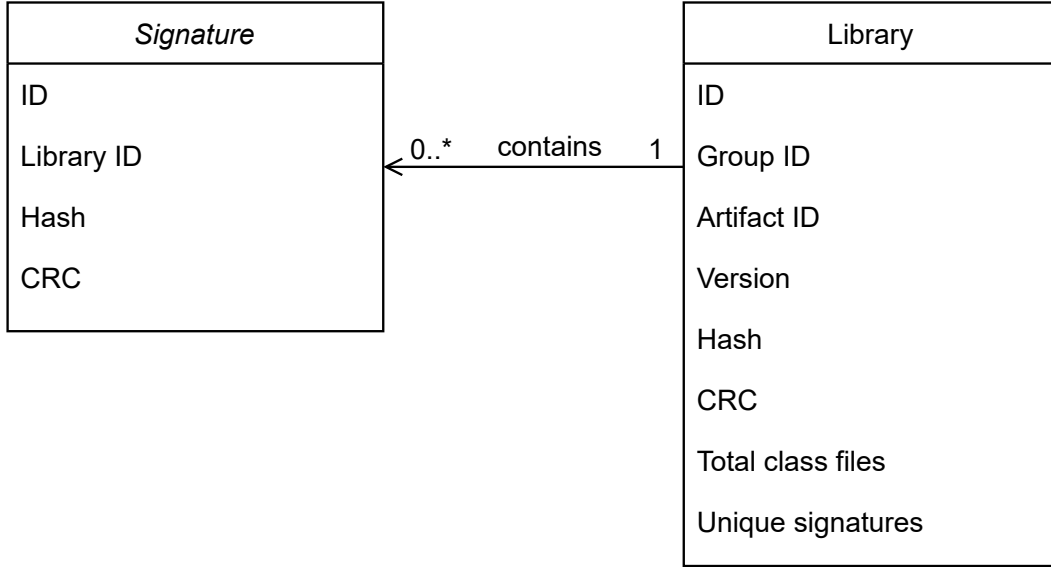 Signature
ID
Library ID
Hash
CRC
0..* contains 1
Library
ID
Group ID
Artifact ID
Version
Hash
CRC
Total class files
Unique signatures